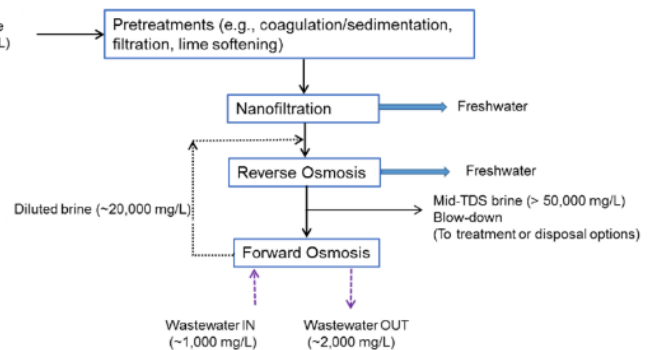 Pretreatments (e.g., coagulation/sedimentation,
filtration, lime softening)
Nanofiltration
Freshwater
Reverse Osmosis
Freshwater
Diluted brine (~20,000 mg/L)
Mid-TDS brine (> 50,000 mg/L)
Blow-down
(To treatment or disposal options)
Forward Osmosis
Wastewater IN
(~1,000 mg/L)
Wastewater OUT
(~2,000 mg/L)